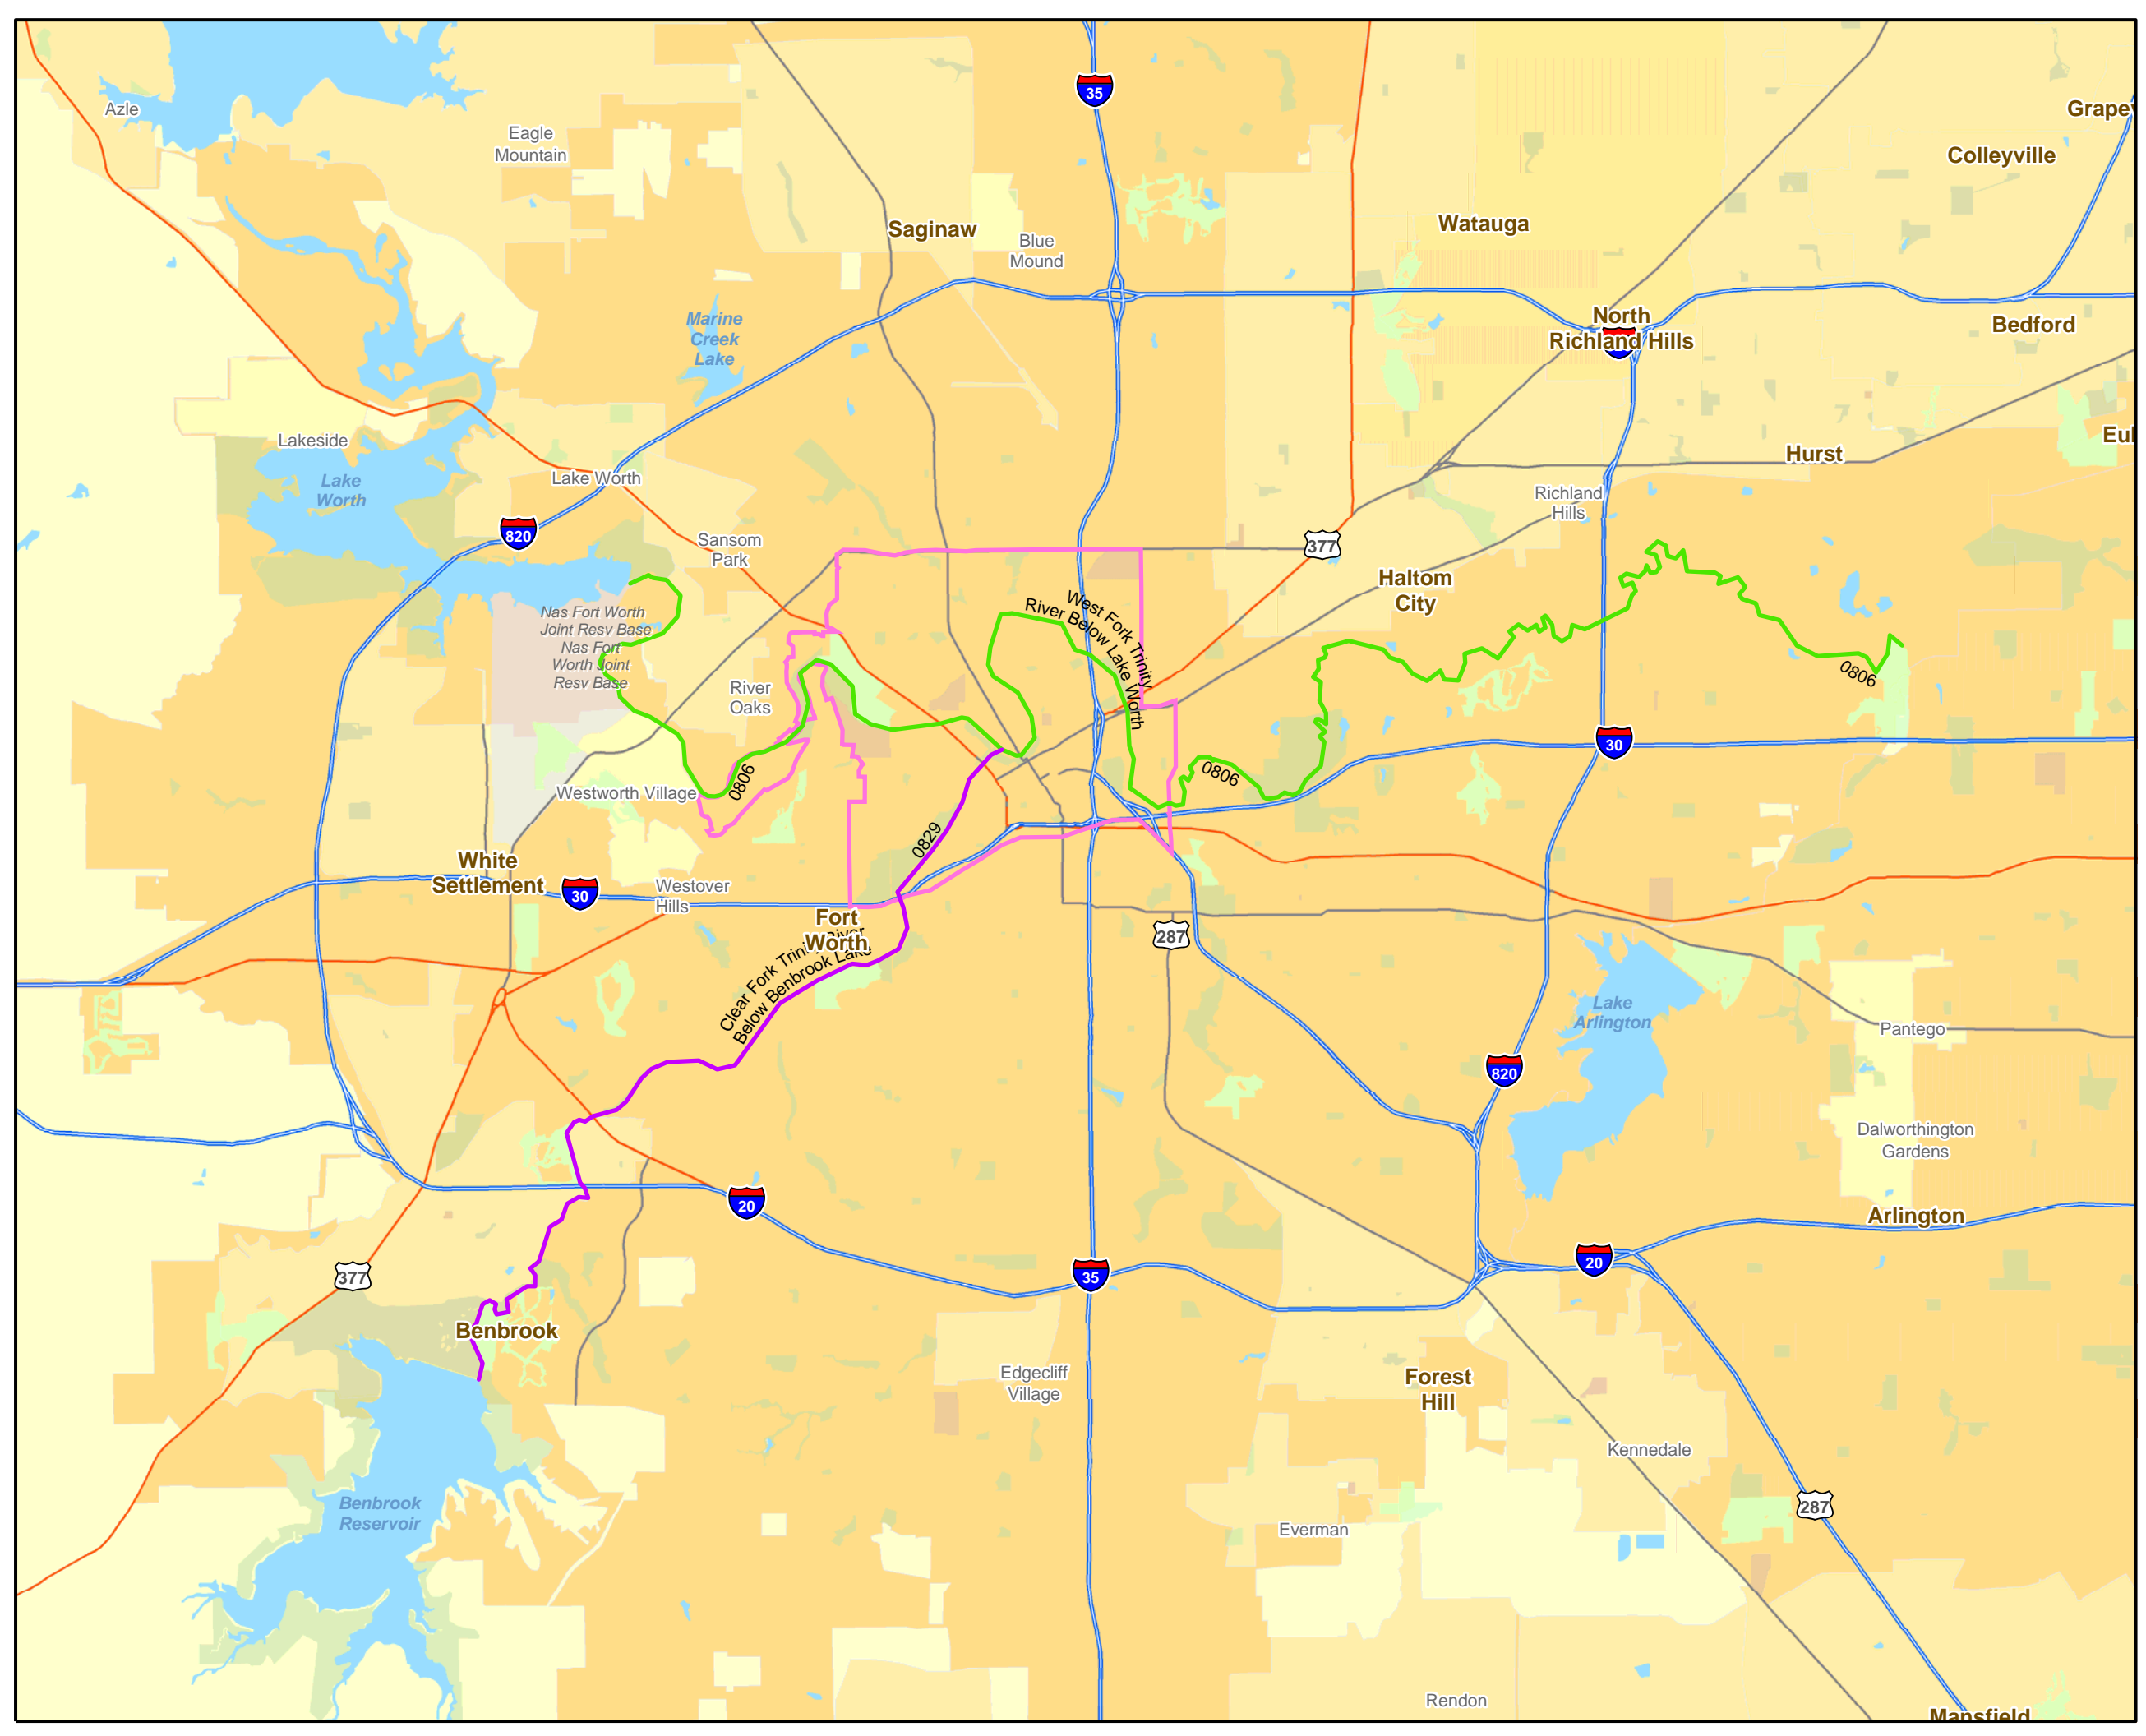 35
Azle
Grapev
Eagle
Mountain
Colleyville
Saginaw
Watauga
Blue
Mound
Marine
Creek
Lake
North
Richland Hills
Bedford
Lakeside
Eul
Hurst
Lake Worth
Lake
Worth
Richland
Hills
820
Sansom
Park
377
Haltom
City
Nas Fort Worth
Joint Resv Base
Nas Fort
Worth Joint
Resv Base
West Fork Trinity
River Below Lake Worth
0806
River
Oaks
30
0806
0806
Westworth Village
0829
White
Settlement
30
Westover
Hills
Fort
Worth
287
Clear Fork Trinity River
Below Benbrook Lake
Lake
Arlington
Pantego
820
Dalworthington
Gardens
20
Arlington
377
35
20
Benbrook
Edgecliff
Village
Forest
Hill
Kennedale
Benbrook
Reservoir
287
Everman
Rendon
Mansfield